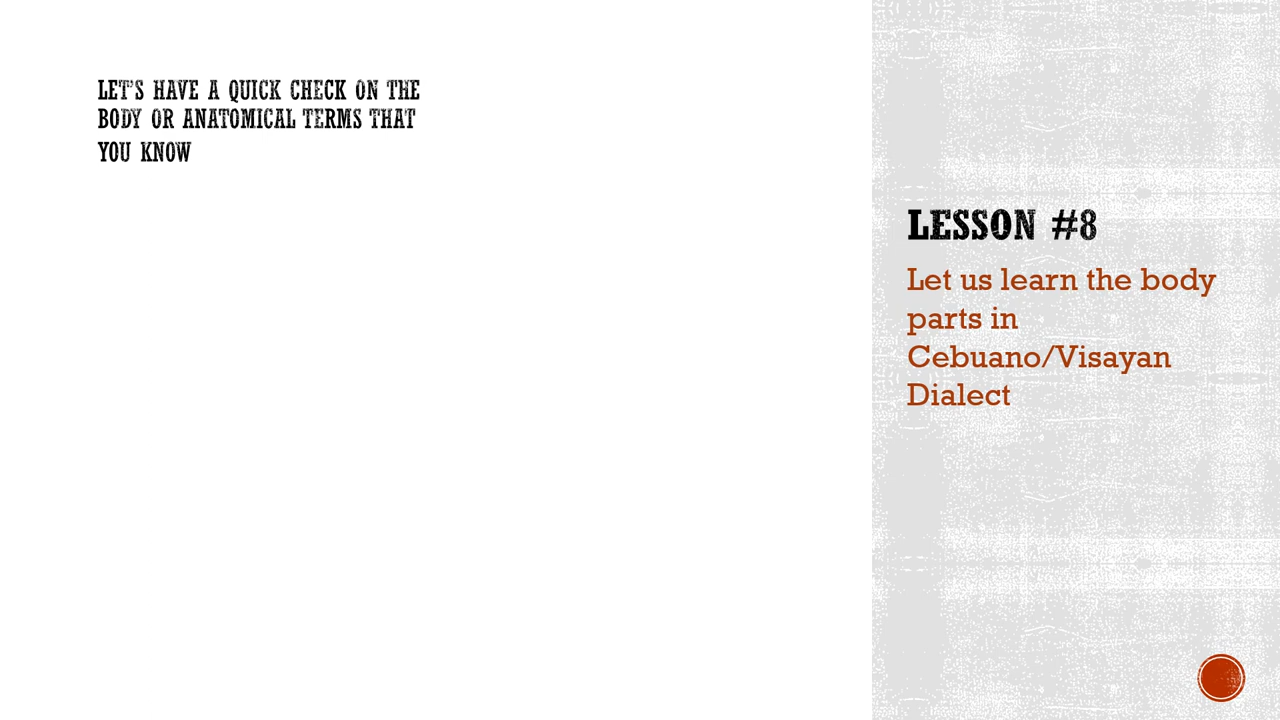 LET'S HAVE A QUICK CHECK ON THE
BODY OR ANATOMICAL TERMS THAT
YOU KNOW
LESSON #8
Let us learn the body
parts in
Cebuano/Visayan
Dialect